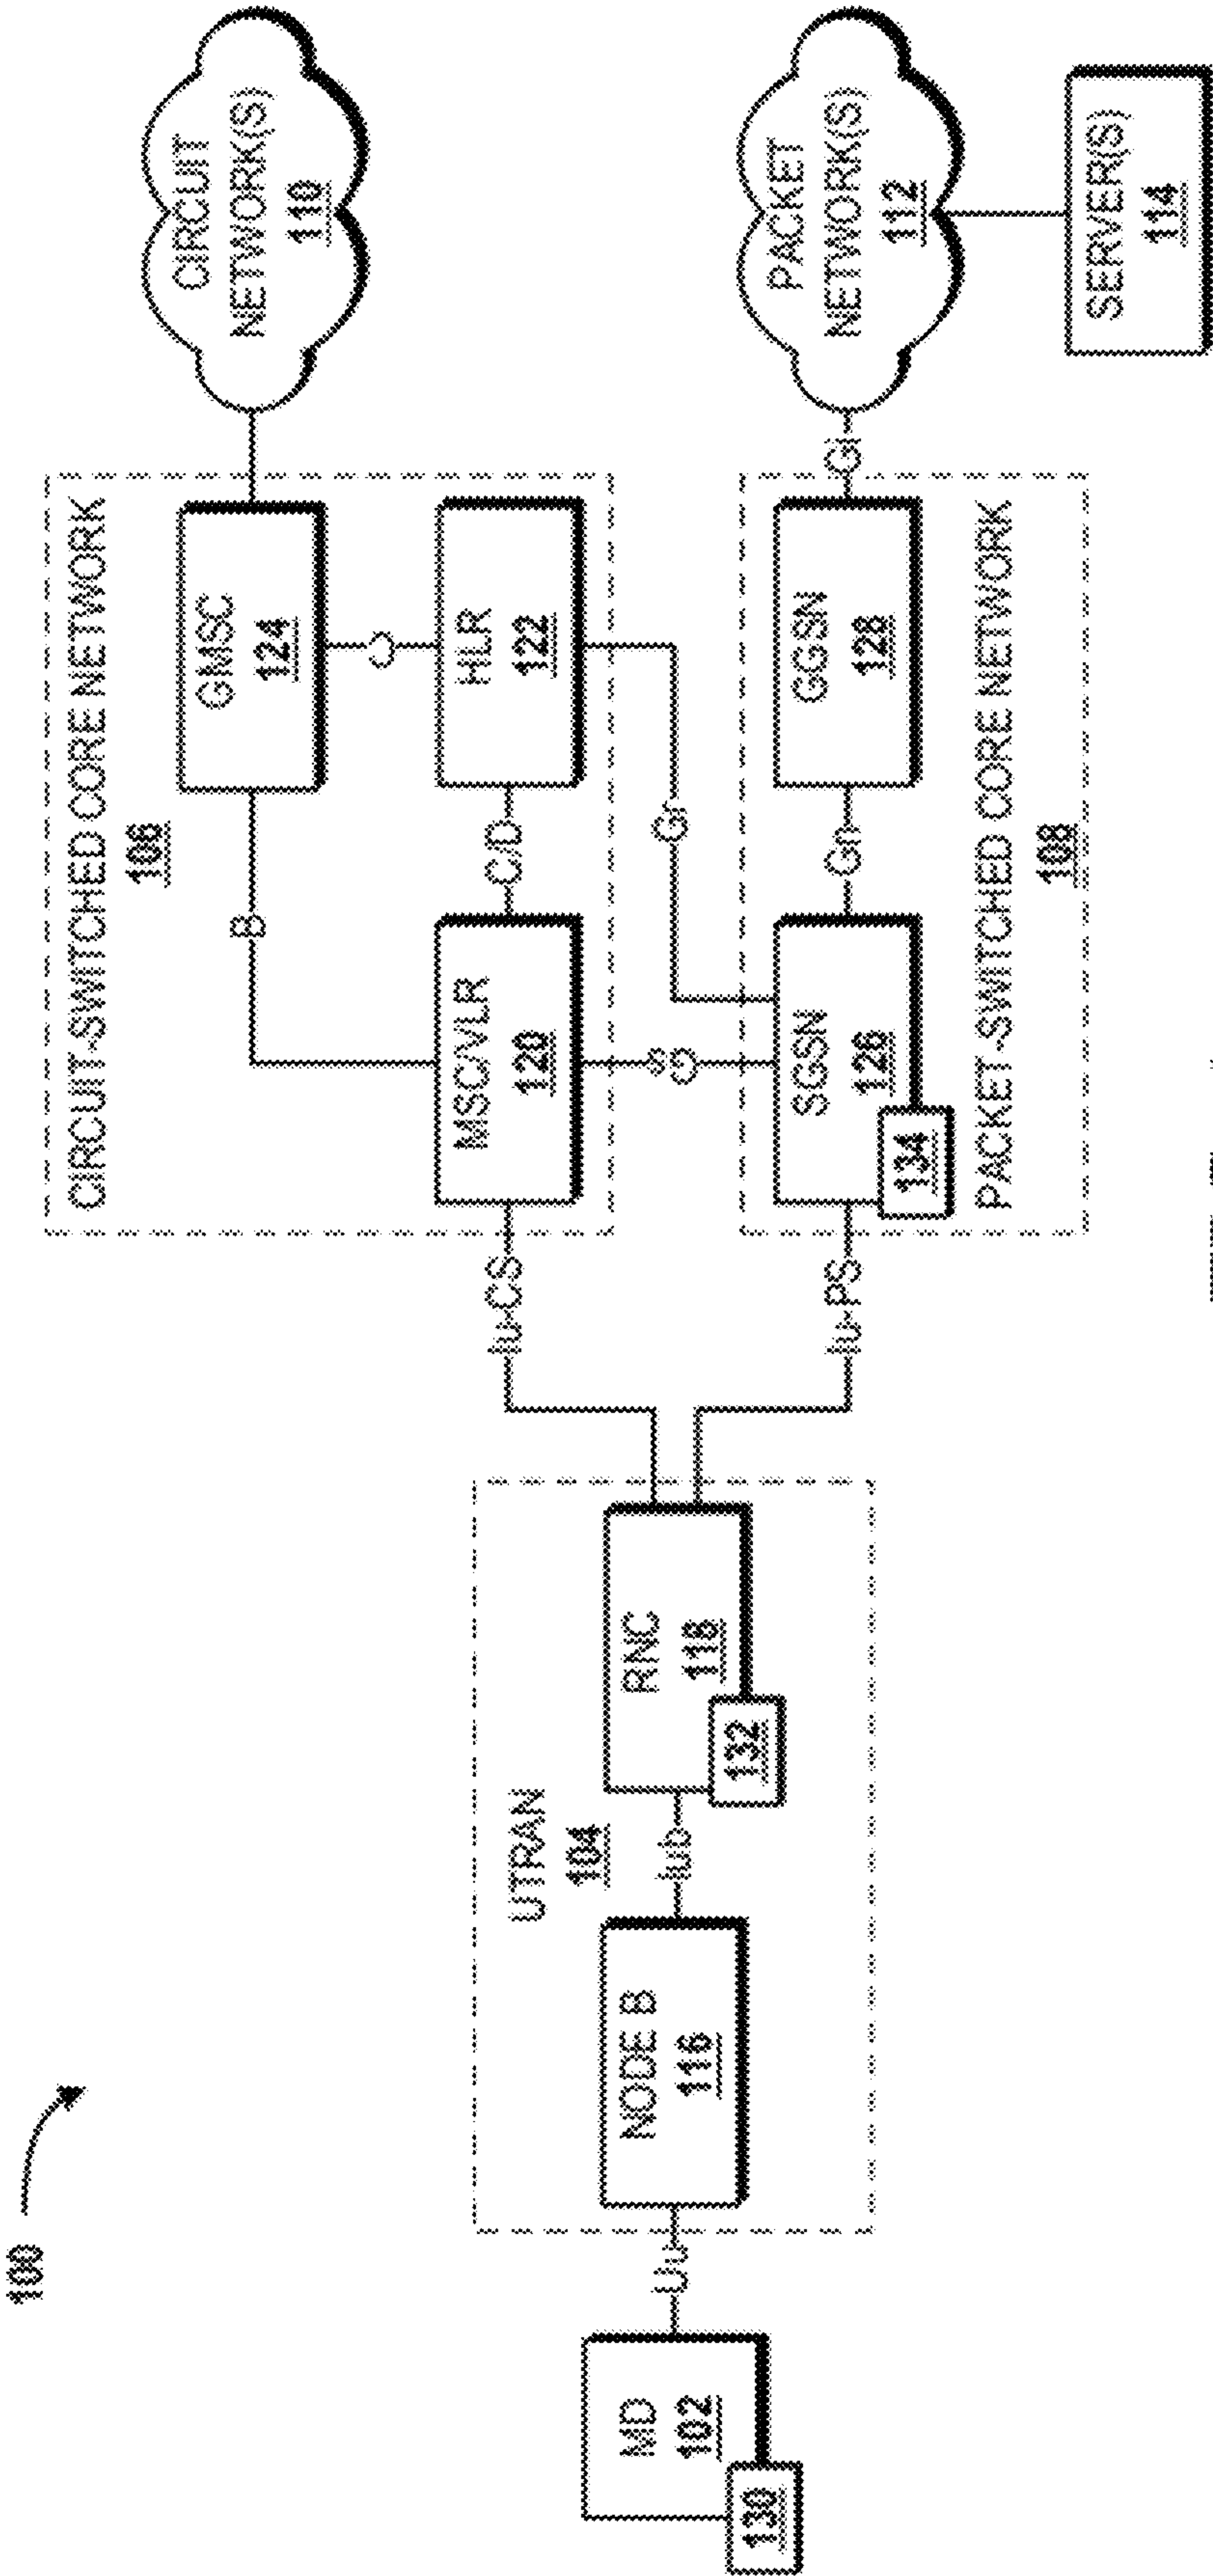 100
CIRCUIT-SWITCHED CORE NETWORK
106
GMSC
124
B
C
MSC/VLR
120
C/D
HLR
122
CIRCUIT
NETWORK(S)
110
Iu-CS
Gs
Gr
UTRAN
104
MD
102
130
Uu
NODE B
116
Iub
RNC
118
132
Iu-PS
SGSN
126
134
Gn
GGSN
128
Gi
PACKET-SWITCHED CORE NETWORK
108
PACKET
NETWORK(S)
112
SERVER(S)
114